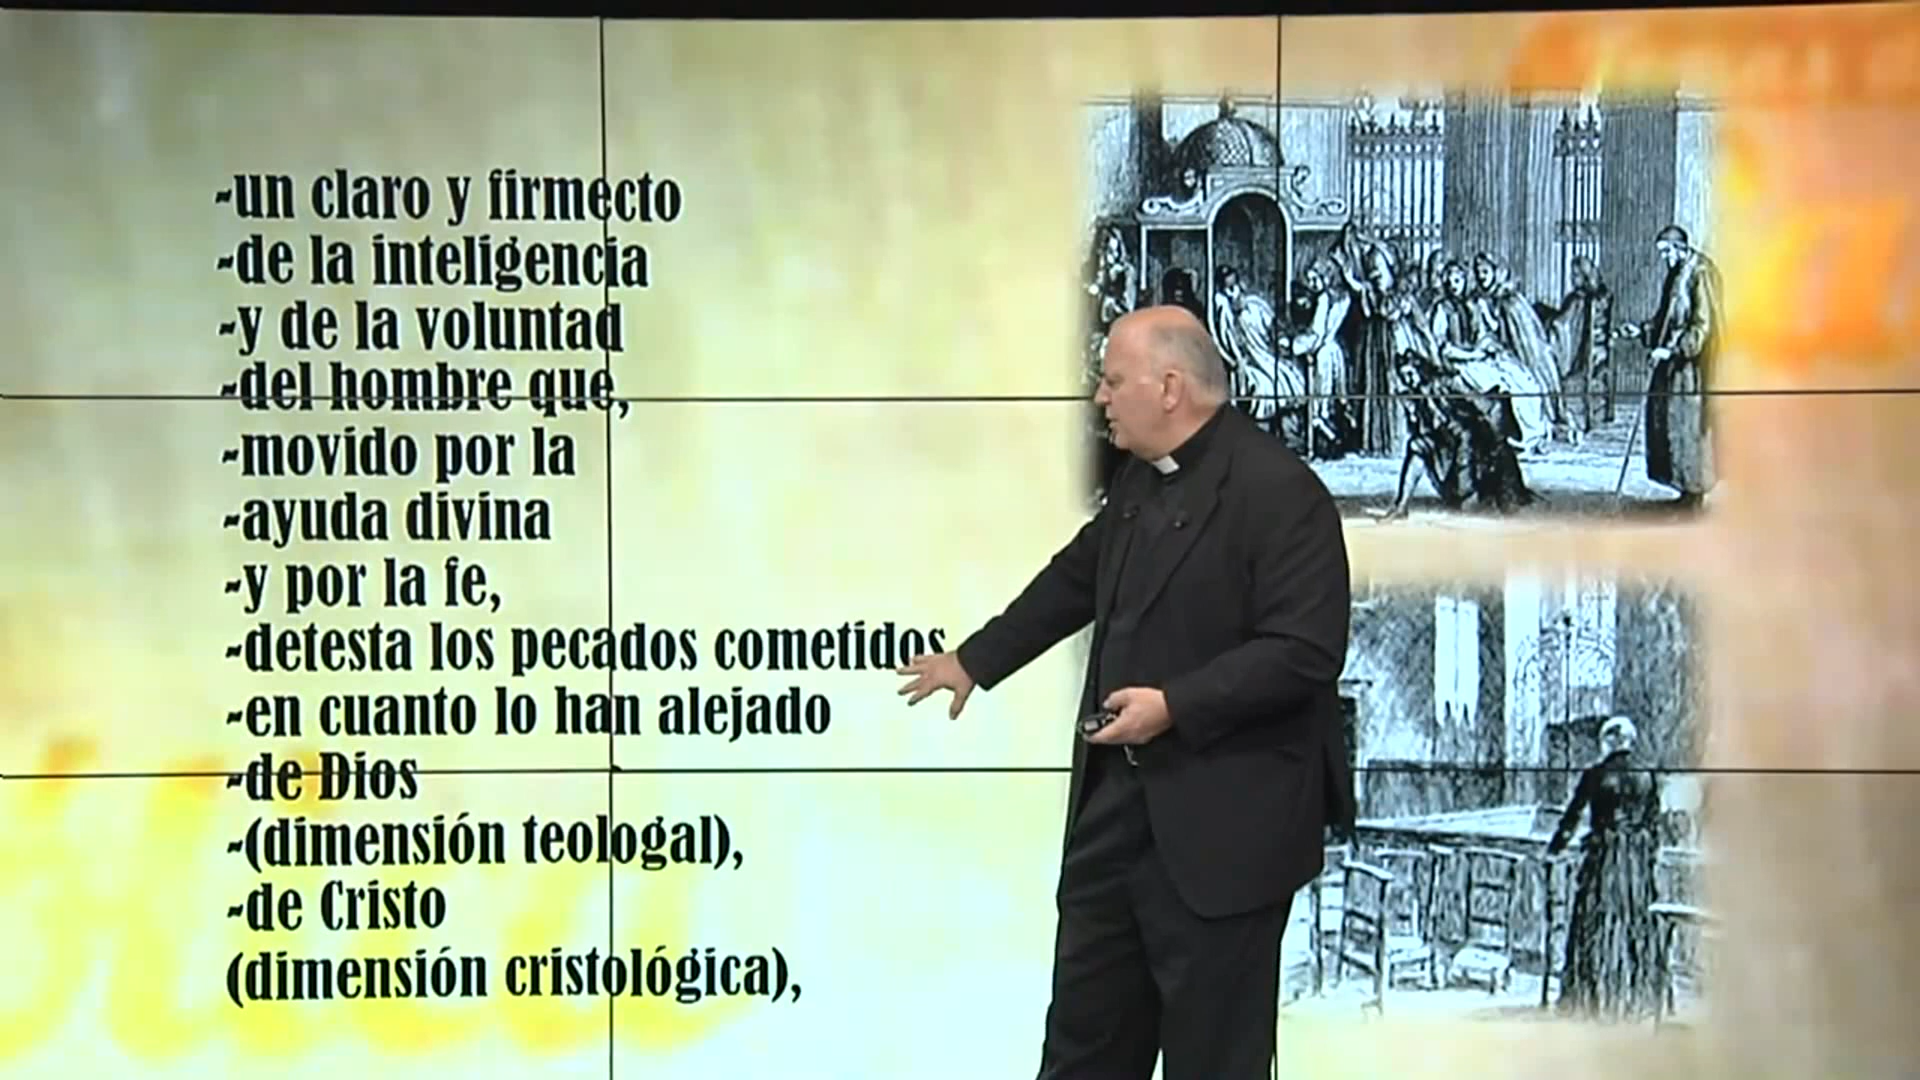 -un claro y firmecto
-de la inteligencia
-y de la voluntad
-del hombre que,
-movido por la
-ayuda divina
-y por la fe,
-detesta los pecados cometidos
-en cuanto lo han alejado
-de Dios
-(dimensión teologal),
-de Cristo
(dimensión cristológica),